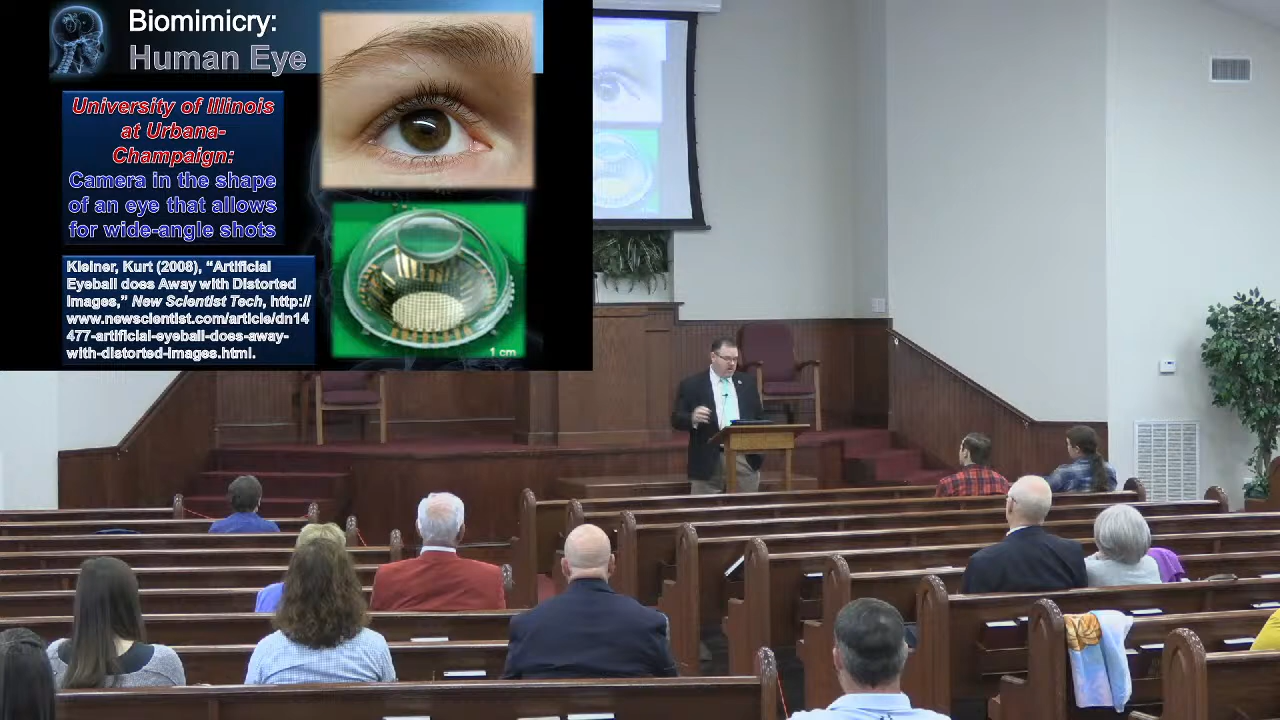 Biomimicry:
Human Eye
University of Illinois
at Urbana-
Champaign:
Camera in the shape
of an eye that allows
for wide-angle shots
Kleiner, Kurt (2008), “Artificial
Eyeball does Away with Distorted
Images,” New Scientist Tech, http://
www.newscientist.com/article/dn14
477-artificial-eyeball-does-away-
with-distorted-images.html.
1 cm